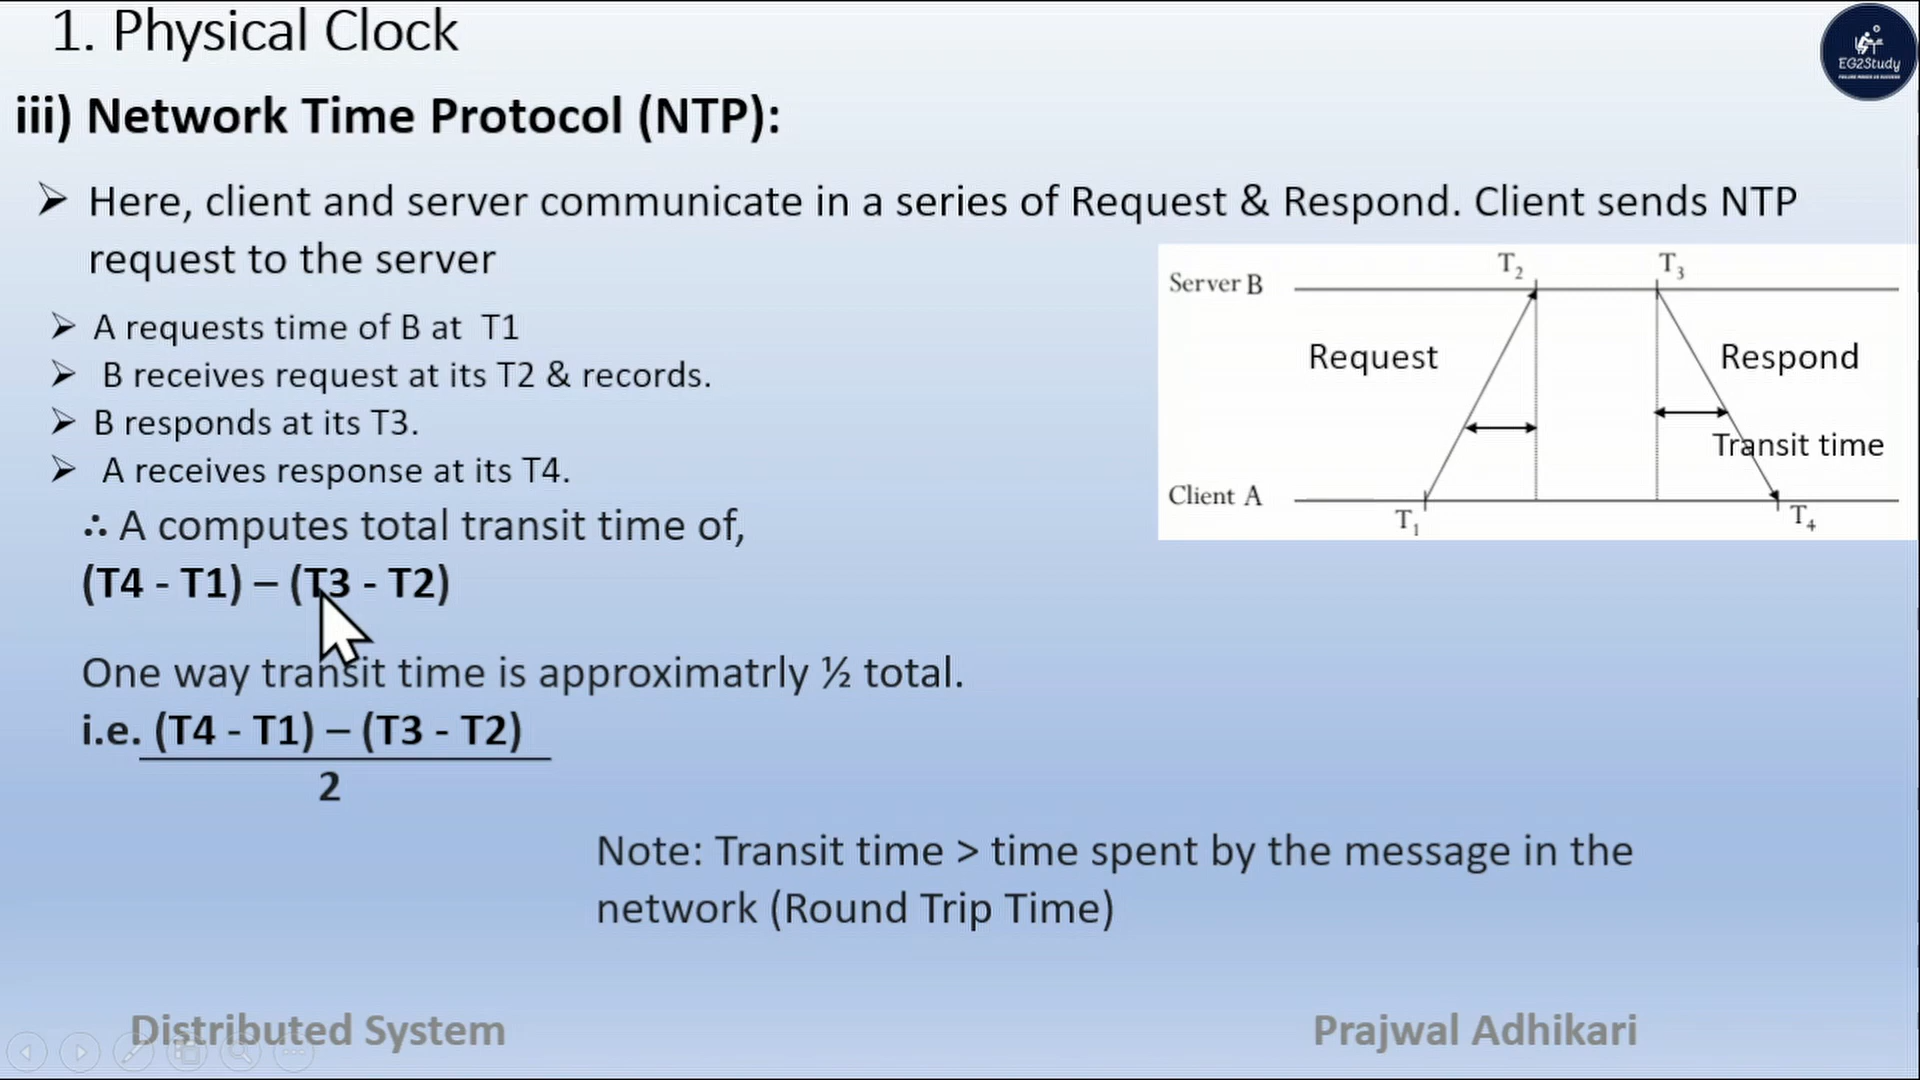 1. Physical Clock
EG2Study
iii) Network Time Protocol (NTP):
➢ Here, client and server communicate in a series of Request & Respond. Client sends NTP
request to the server
➢ A requests time of B at T1
➢ B receives request at its T2 & records.
➢ B responds at its T3.
➢ A receives response at its T4.
∴ A computes total transit time of,
(T4 - T1) – (T3 - T2)
One way transit time is approximatrly ½ total.
i.e. (T4 - T1) – (T3 - T2)
2
T₂ T₃
Server B
Request Respond
Transit time
Client A
T₁ T₄
Note: Transit time > time spent by the message in the
network (Round Trip Time)
Distributed System Prajwal Adhikari